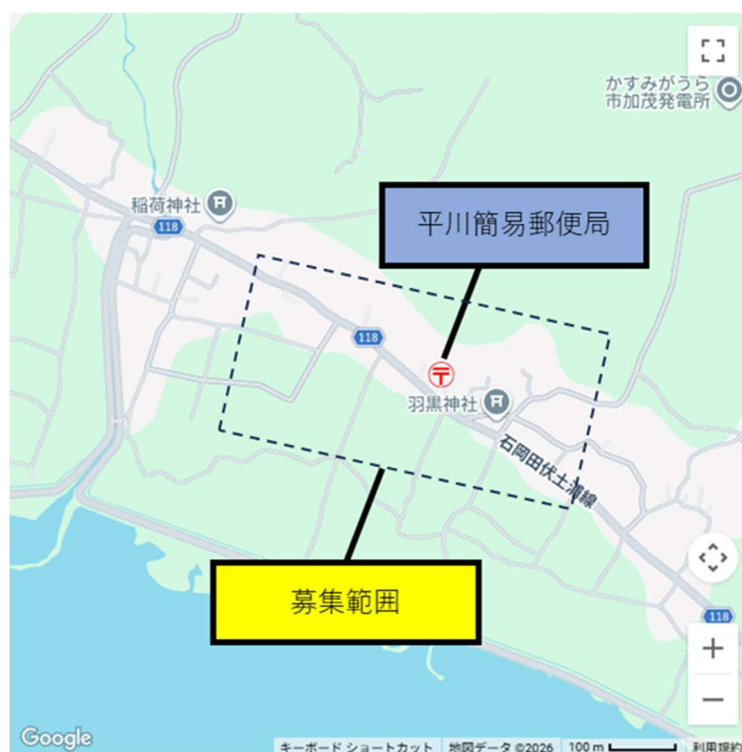 かすみがうら
市加茂発電所
稲荷神社
118
平川簡易郵便局
118
羽黒神社
石岡田伏土浦線
募集範囲
118
Google
キーボード ショートカット
地図データ ©2026
100 m
利用規約